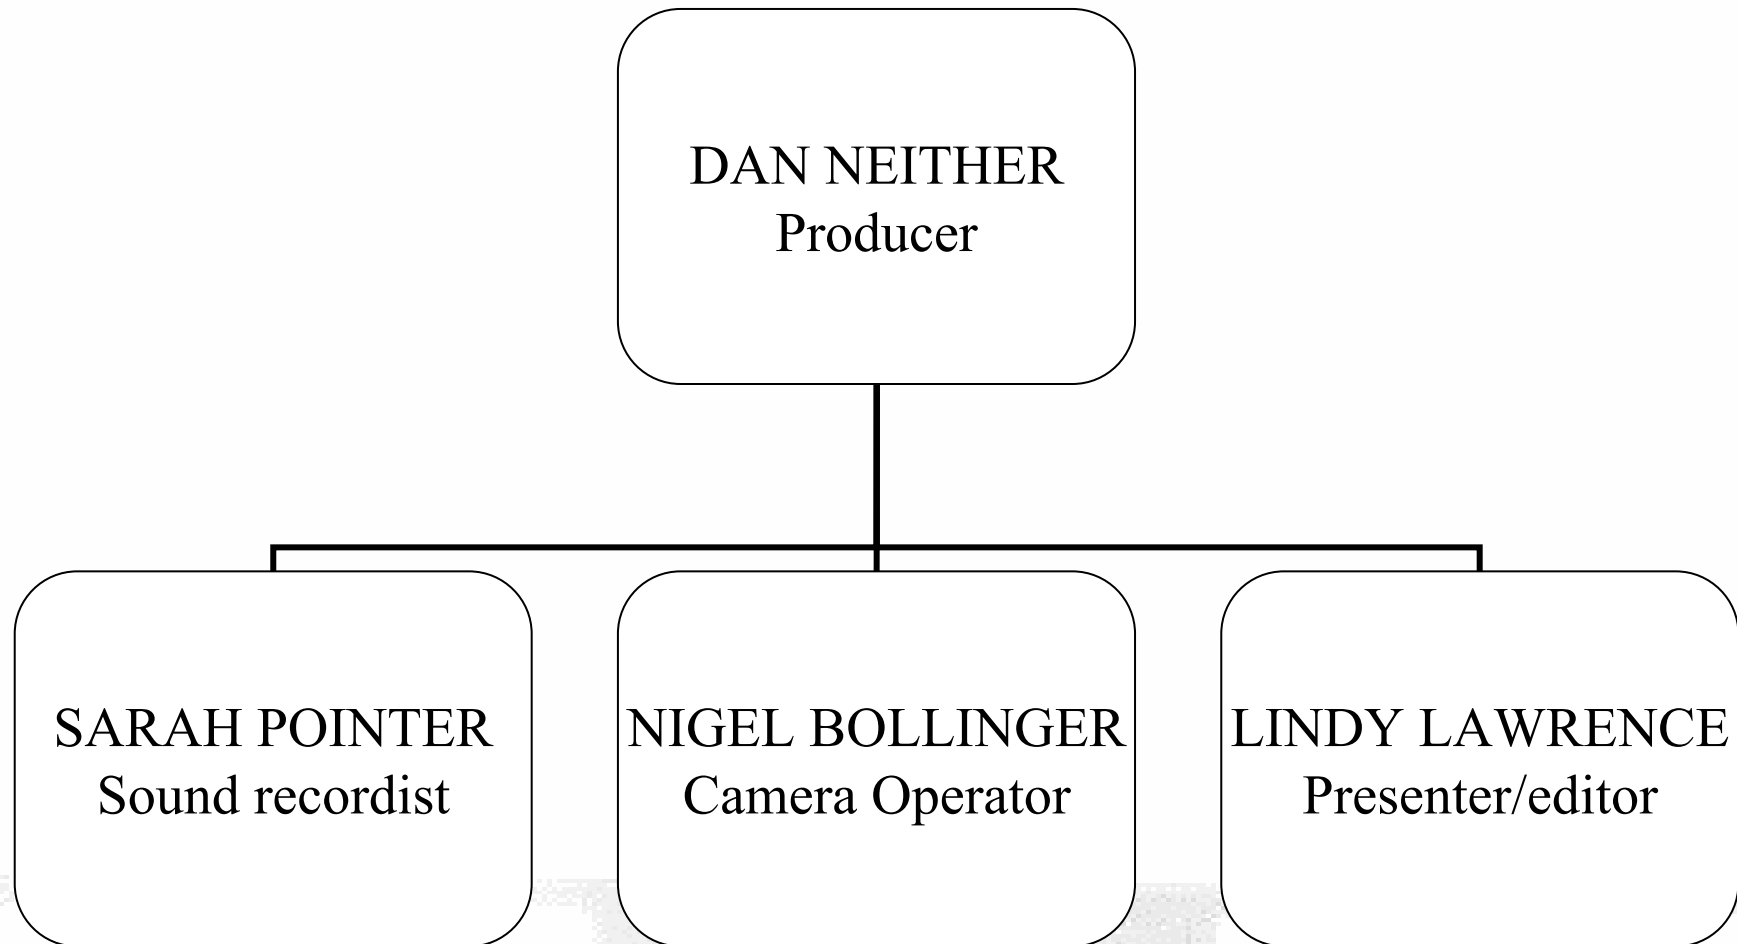 DAN NEITHER
Producer
SARAH POINTER
Sound recordist
NIGEL BOLLINGER
Camera Operator
LINDY LAWRENCE
Presenter/editor